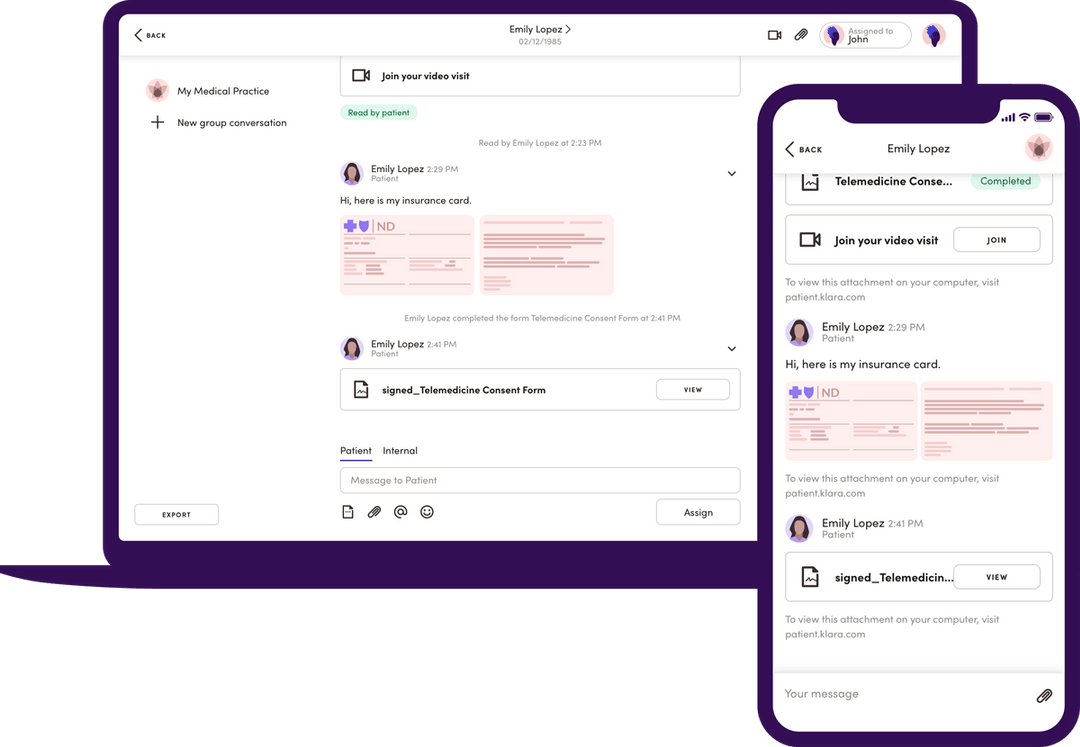 BACK
Emily Lopez
02/12/1985
Assigned to
John
My Medical Practice
New group conversation
Join your video visit
Read by patient
Read by Emily Lopez at 2:23 PM
Emily Lopez 2:29 PM
Patient
Hi, here is my insurance card.
ND
Emily Lopez completed the form Telemedicine Consent Form at 2:41 PM
Emily Lopez 2:41 PM
Patient
signed_Telemedicine Consent Form
VIEW
Patient Internal
Message to Patient
Assign
EXPORT
BACK
Emily Lopez
Telemedicine Conse...
Completed
Join your video visit
JOIN
To view this attachment on your computer, visit
patient.klara.com
Emily Lopez 2:29 PM
Patient
Hi, here is my insurance card.
ND
To view this attachment on your computer, visit
patient.klara.com
Emily Lopez 2:41 PM
Patient
signed_Telemedicin...
VIEW
To view this attachment on your computer, visit
patient.klara.com
Your message